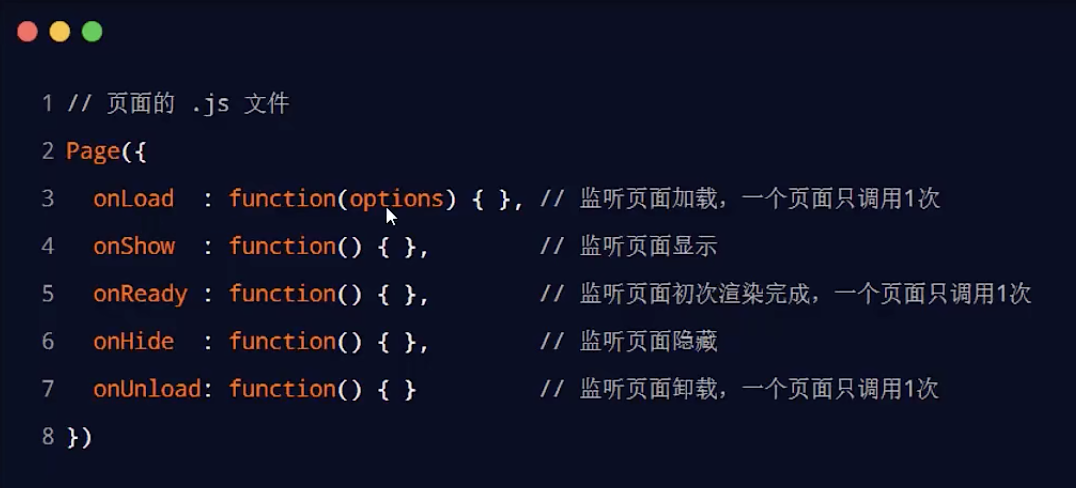 1 // 页面的 .js 文件
2 Page({
3   onLoad  : function(options) { }, // 监听页面加载，一个页面只调用1次
4   onShow  : function() { },        // 监听页面显示
5   onReady : function() { },        // 监听页面初次渲染完成，一个页面只调用1次
6   onHide  : function() { },        // 监听页面隐藏
7   onUnload: function() { }         // 监听页面卸载，一个页面只调用1次
8 })